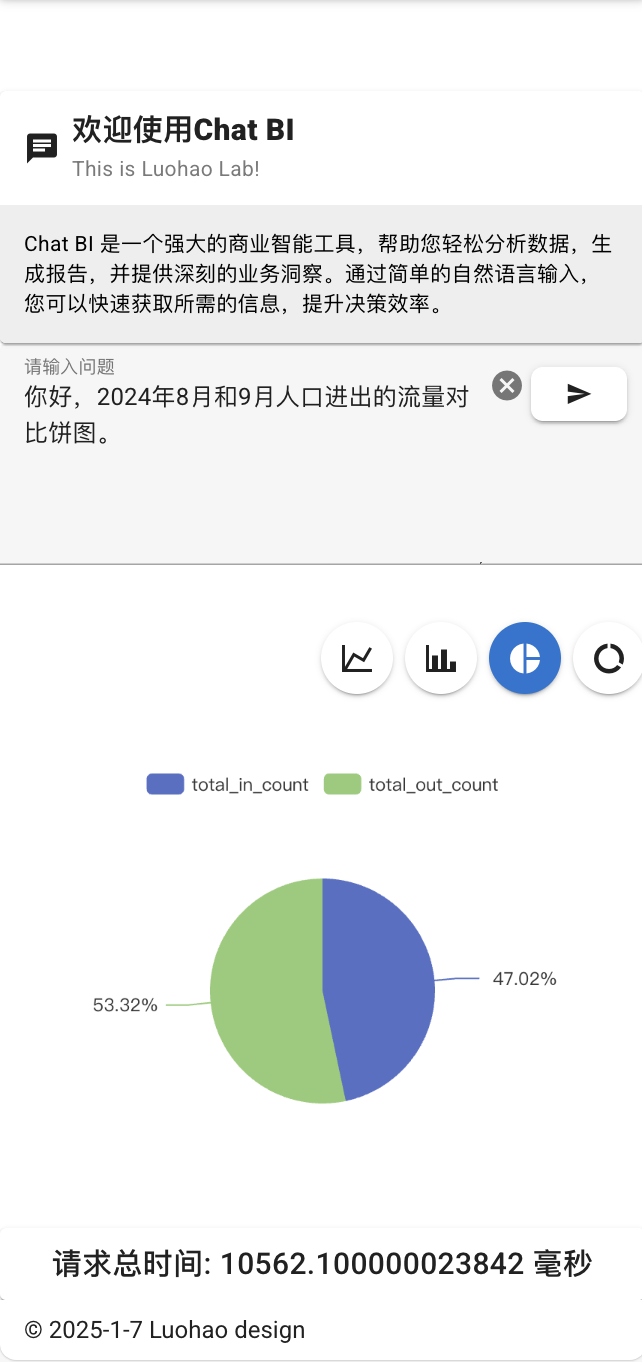 欢迎使用Chat BI
This is Luohao Lab!
Chat BI 是一个强大的商业智能工具，帮助您轻松分析数据，生
成报告，并提供深刻的业务洞察。通过简单的自然语言输入，
您可以快速获取所需的信息，提升决策效率。
请输入问题
你好，2024年8月和9月人口进出的流量对
比饼图。
total_in_count total_out_count
47.02%
53.32%
请求总时间: 10562.100000023842 毫秒
© 2025-1-7 Luohao design